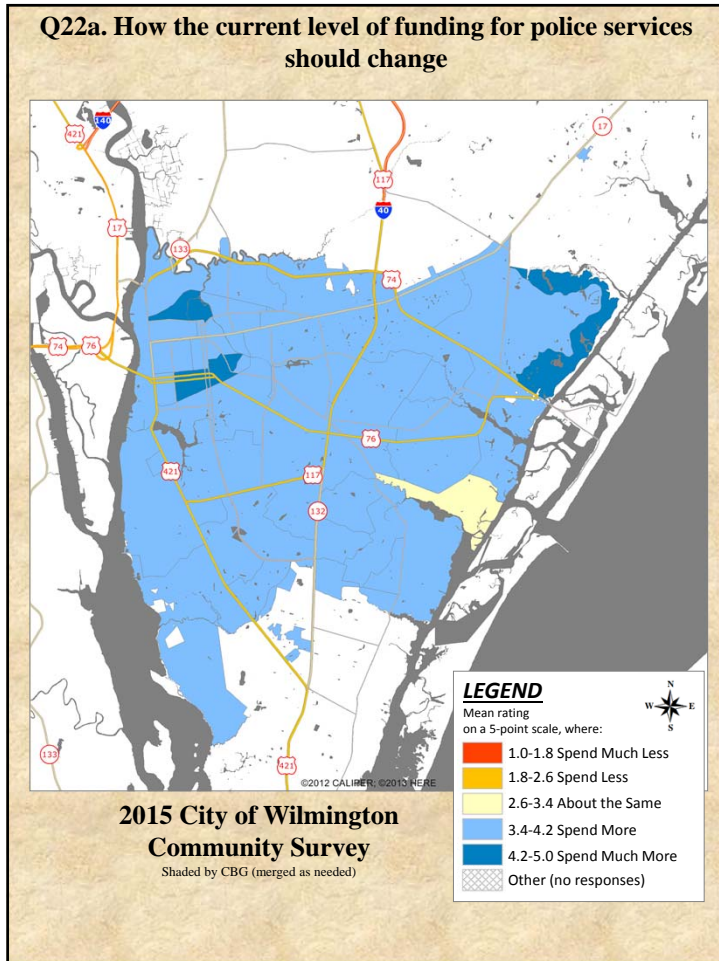 Q22a. How the current level of funding for police services
should change
140
421
17
117
17
40
133
74
74
76
76
421
117
132
133
421
©2012 CALIPER; ©2013 HERE
LEGEND
Mean rating
on a 5-point scale, where:
N
W E
S
1.0-1.8 Spend Much Less
1.8-2.6 Spend Less
2.6-3.4 About the Same
3.4-4.2 Spend More
4.2-5.0 Spend Much More
Other (no responses)
2015 City of Wilmington
Community Survey
Shaded by CBG (merged as needed)